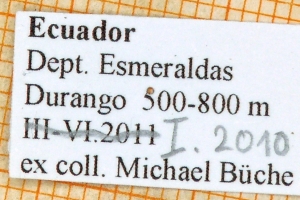 Ecuador
Dept. Esmeraldas
Durango 500-800 m
III-VI.2011 I. 2010
ex coll. Michael Büche